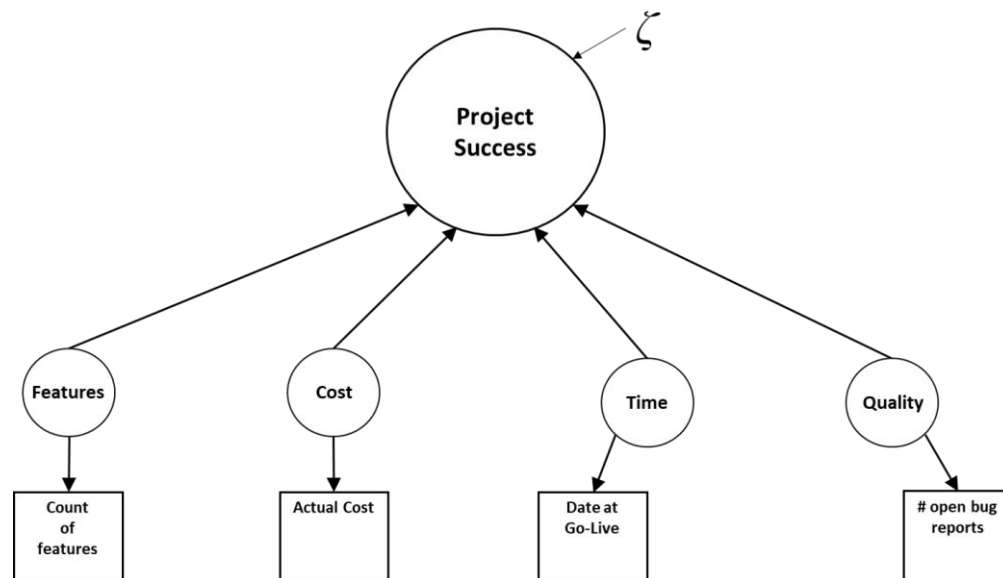 ζ
Project
Success
Features
Cost
Time
Quality
Count
of
features
Actual Cost
Date at
Go-Live
# open bug
reports